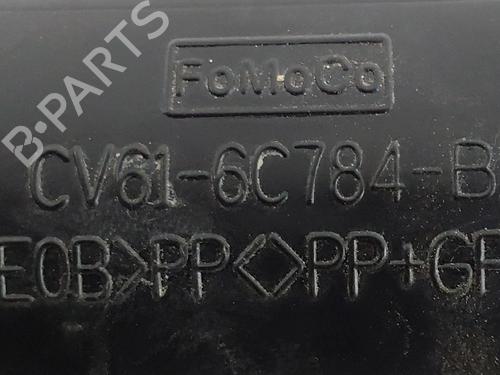 B-PARTS
FoMoCo
CV61-6C784-B
E0B>PP<>PP+GF